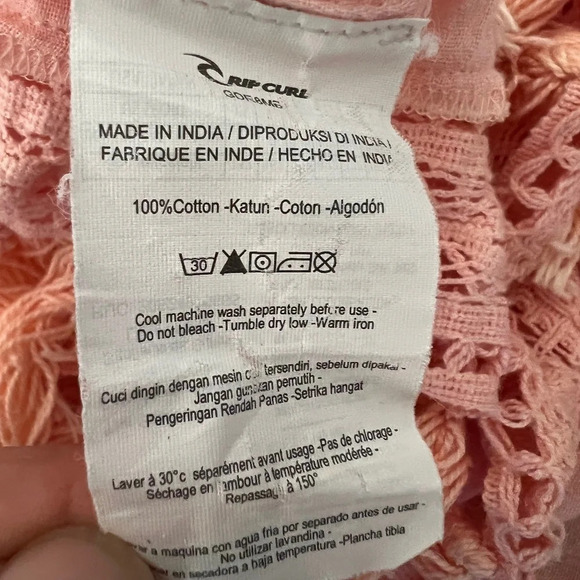 RIP CURL
MADE IN INDIA / DIPRODUKSI DI INDIA /
FABRIQUE EN INDE / HECHO EN INDIA
100%Cotton -Katun -Coton -Algodón
30
Cool machine wash separately before use -
Do not bleach -Tumble dry low -Warm iron
Cuci dingin dengan mesin tersendiri, sebelum dipakai -
Jangan gunakan pemutih -
Pengeringan Rendah Panas -Setrika hangat
Laver à 30°c séparément avant usage -Pas de chlorage -
Séchage en tambour à température modérée -
Repassage à 150°
a maquina con agua fria por separado antes de usar -
No utilizar lavandina -
en secadora a baja temperatura -Plancha tibia